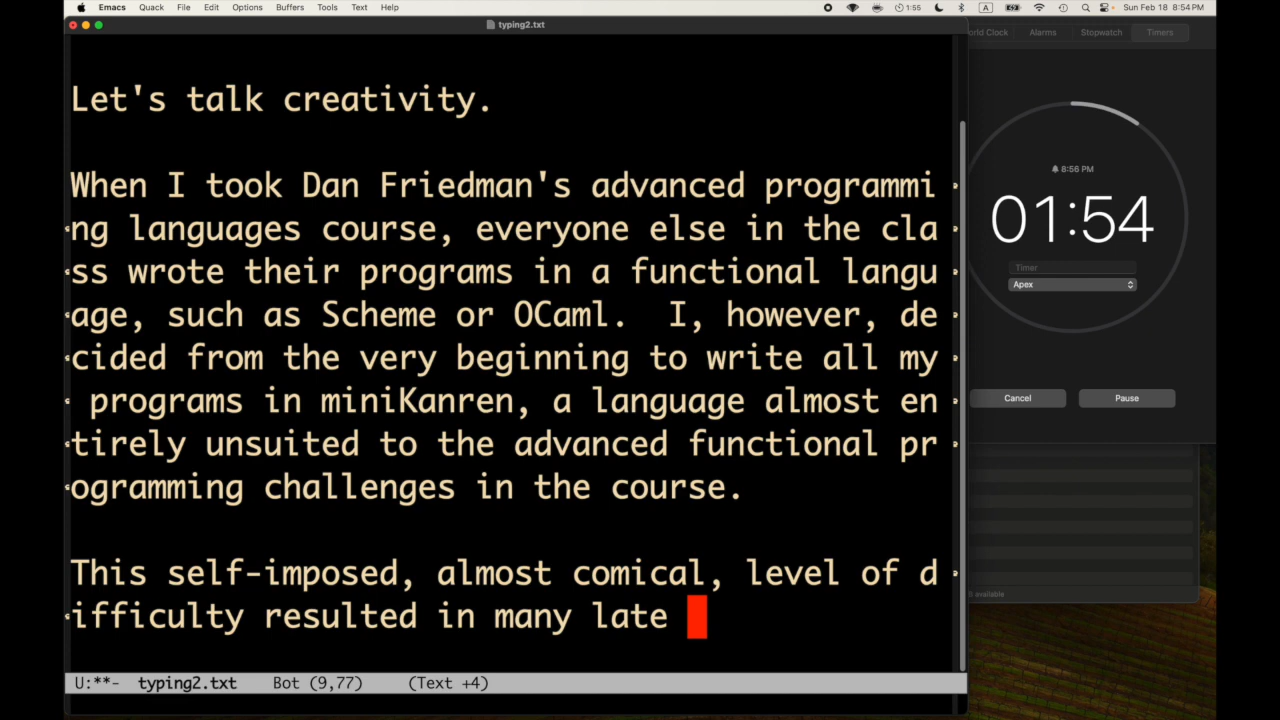 Emacs Quack File Edit Options Buffers Tools Text Help
1:55 A Sun Feb 18 8:54 PM
typing2.txt
Let's talk creativity.
When I took Dan Friedman's advanced programmi
ng languages course, everyone else in the cla
ss wrote their programs in a functional langu
age, such as Scheme or OCaml.  I, however, de
cided from the very beginning to write all my
programs in miniKanren, a language almost en
tirely unsuited to the advanced functional pr
ogramming challenges in the course.
This self-imposed, almost comical, level of d
ifficulty resulted in many late
U:**-  typing2.txt    Bot (9,77)    (Text +4)
orld Clock Alarms Stopwatch Timers
8:56 PM
01:54
Timer
Apex
Cancel Pause
available